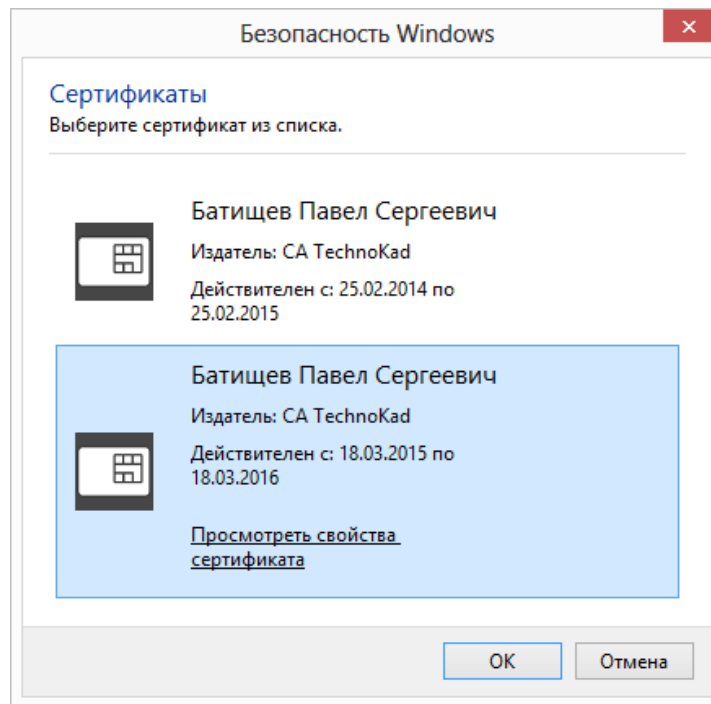 Безопасность Windows
Сертификаты
Выберите сертификат из списка.
Батищев Павел Сергеевич
Издатель: CA TechnoKad
Действителен с: 25.02.2014 по
25.02.2015
Батищев Павел Сергеевич
Издатель: CA TechnoKad
Действителен с: 18.03.2015 по
18.03.2016
Просмотреть свойства
сертификата
ОК
Отмена